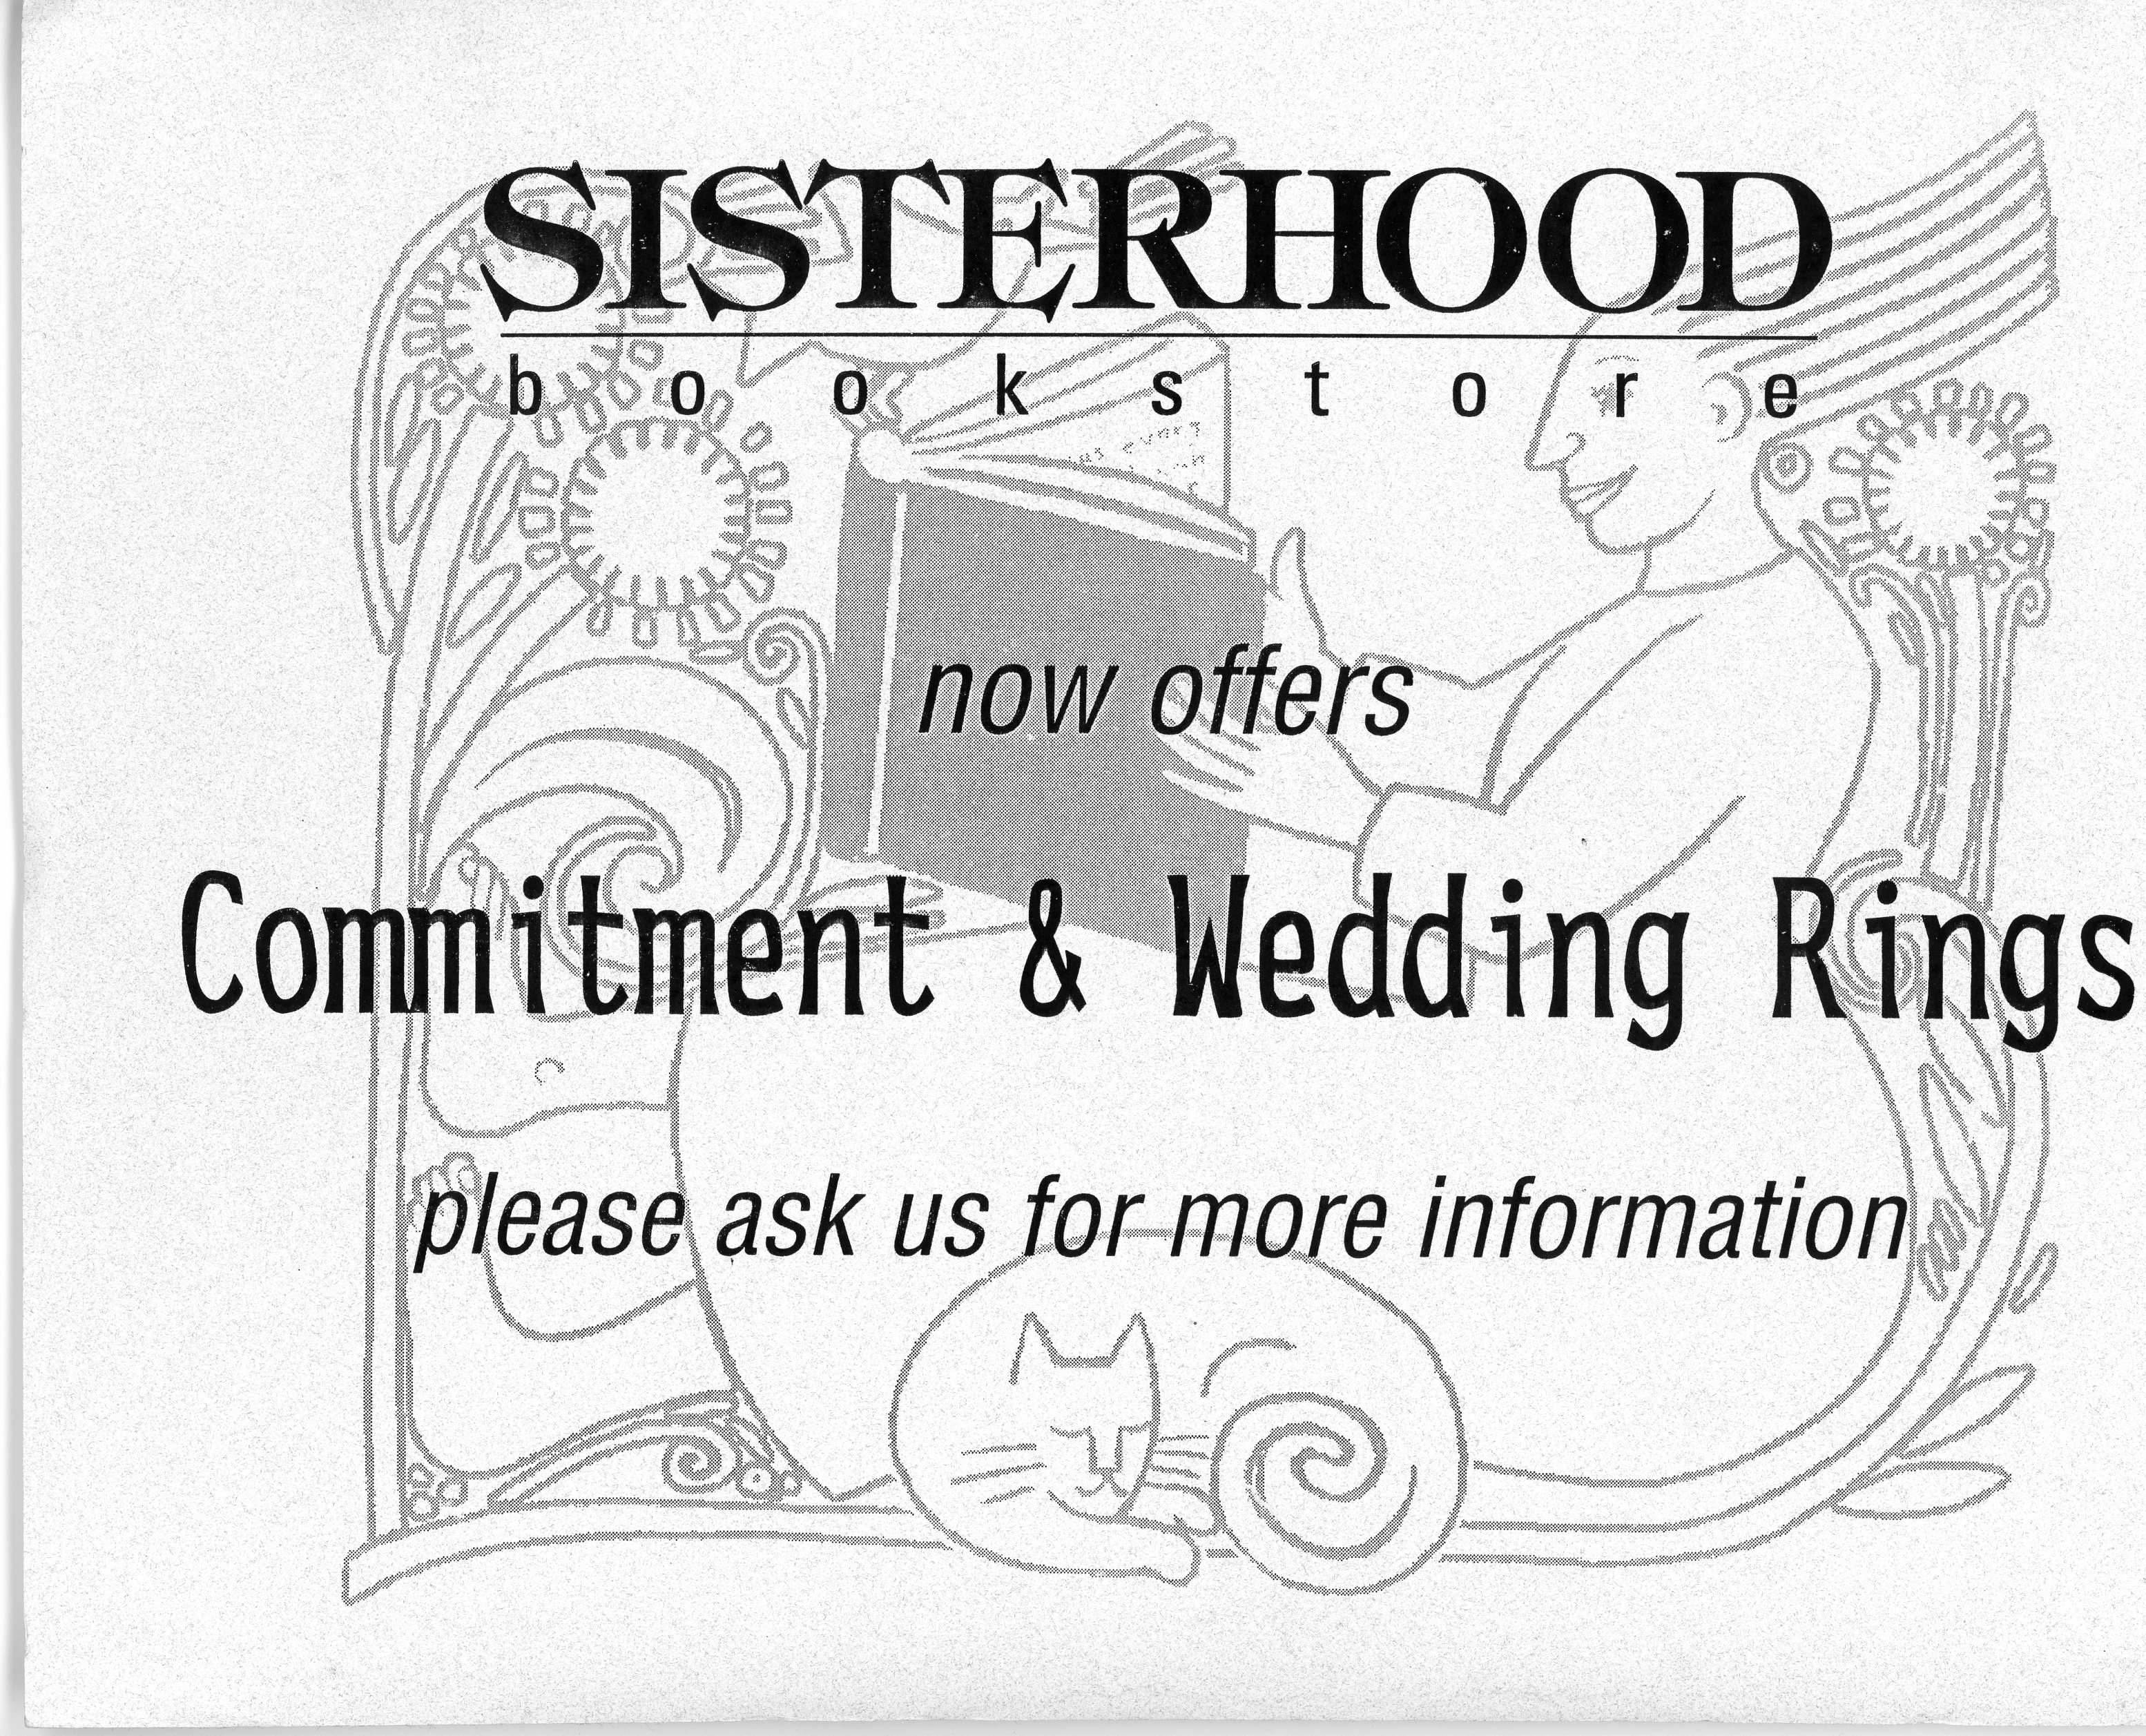 SISTERHOOD
bookstore
now offers
Commitment & Wedding Rings
please ask us for more information